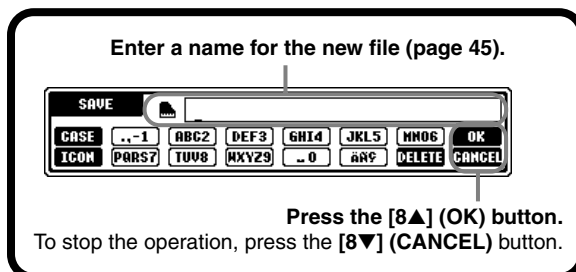 Enter a name for the new file (page 45).
SAVE
CASE .,-1 ABC2 DEF3 GHI4 JKL5 MNO6 OK
ICON PQRS7 TUV8 WXYZ9 _0 äñç DELETE CANCEL
Press the [8▲] (OK) button.
To stop the operation, press the [8▼] (CANCEL) button.